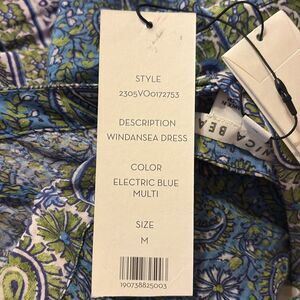 STYLE
2305VO0172753
DESCRIPTION
WINDANSEA DRESS
COLOR
ELECTRIC BLUE
MULTI
SIZE
M
190738825003